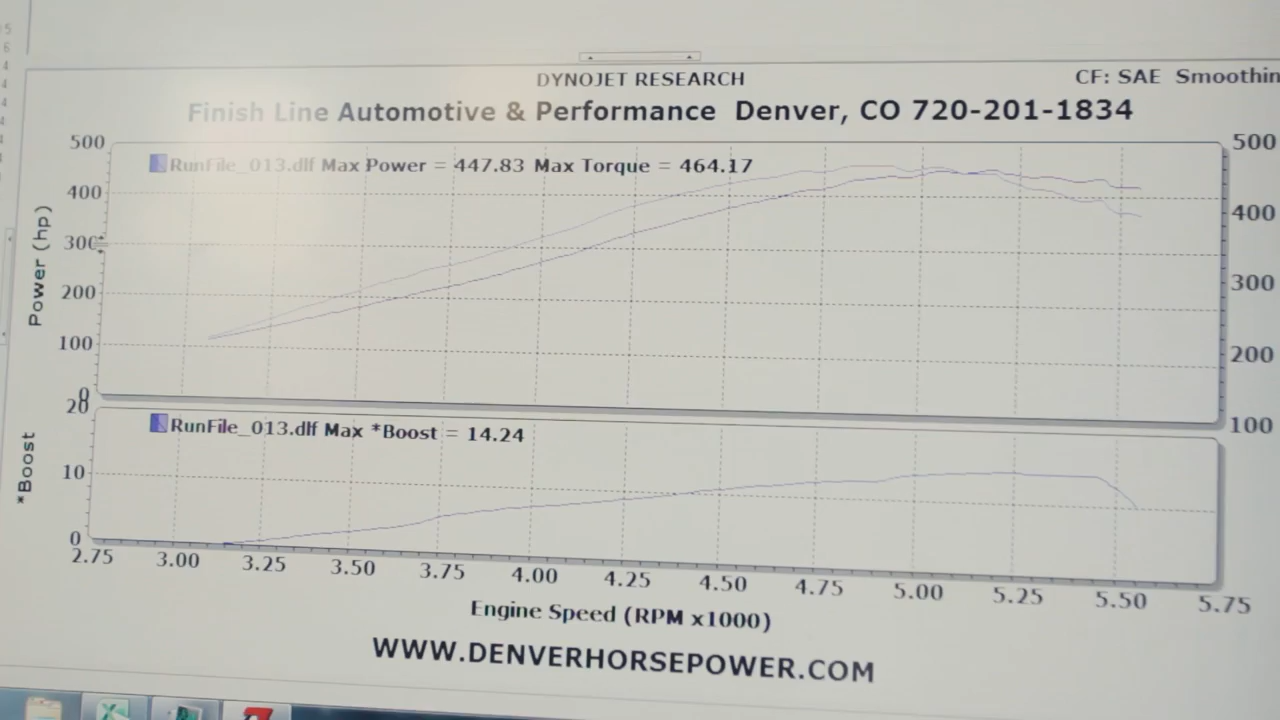 DYNOJET RESEARCH
CF: SAE Smoothin
Finish Line Automotive & Performance Denver, CO 720-201-1834
RunFile_013.dlf Max Power = 447.83 Max Torque = 464.17
Power (hp)
500
400
300
200
100
0
500
400
300
200
100
RunFile_013.dlf Max *Boost = 14.24
*Boost
20
10
0
2.75 3.00 3.25 3.50 3.75 4.00 4.25 4.50 4.75 5.00 5.25 5.50 5.75
Engine Speed (RPM x1000)
WWW.DENVERHORSEPOWER.COM